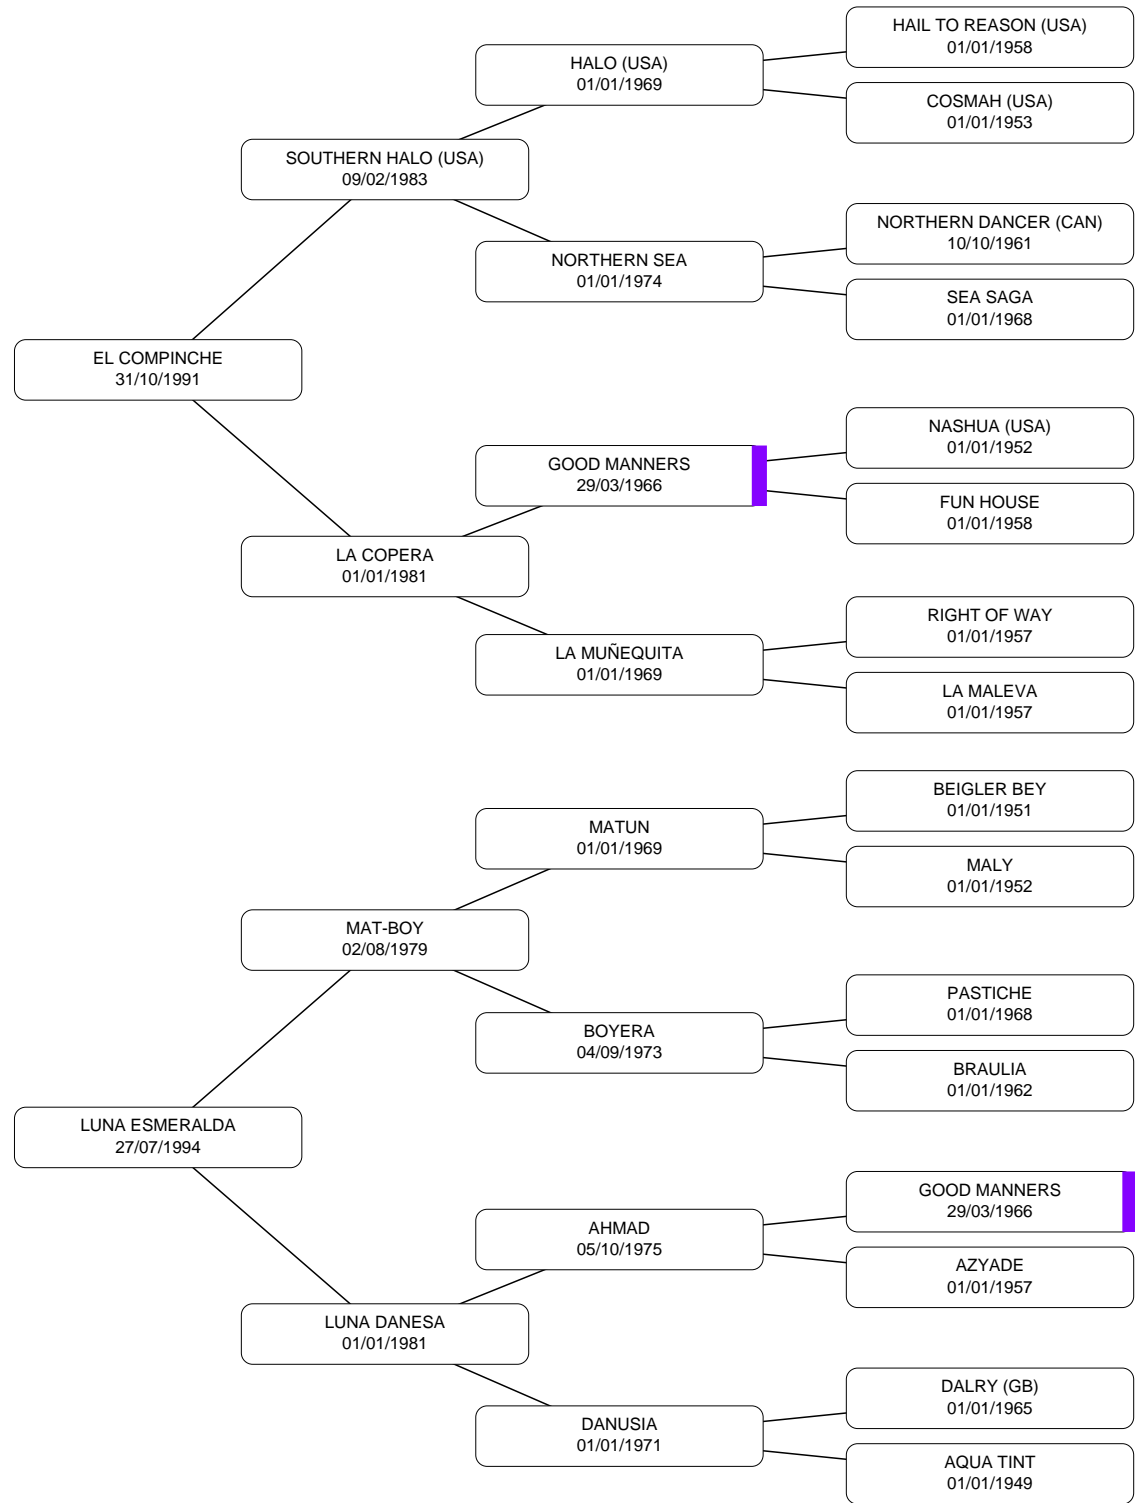 HAIL TO REASON (USA)
01/01/1958
HALO (USA)
01/01/1969
COSMAH (USA)
01/01/1953
SOUTHERN HALO (USA)
09/02/1983
NORTHERN DANCER (CAN)
10/10/1961
NORTHERN SEA
01/01/1974
SEA SAGA
01/01/1968
EL COMPINCHE
31/10/1991
NASHUA (USA)
01/01/1952
GOOD MANNERS
29/03/1966
FUN HOUSE
01/01/1958
LA COPERA
01/01/1981
RIGHT OF WAY
01/01/1957
LA MUÑEQUITA
01/01/1969
LA MALEVA
01/01/1957
BEIGLER BEY
01/01/1951
MATUN
01/01/1969
MALY
01/01/1952
MAT-BOY
02/08/1979
PASTICHE
01/01/1968
BOYERA
04/09/1973
BRAULIA
01/01/1962
LUNA ESMERALDA
27/07/1994
GOOD MANNERS
29/03/1966
AHMAD
05/10/1975
AZYADE
01/01/1957
LUNA DANESA
01/01/1981
DALRY (GB)
01/01/1965
DANUSIA
01/01/1971
AQUA TINT
01/01/1949